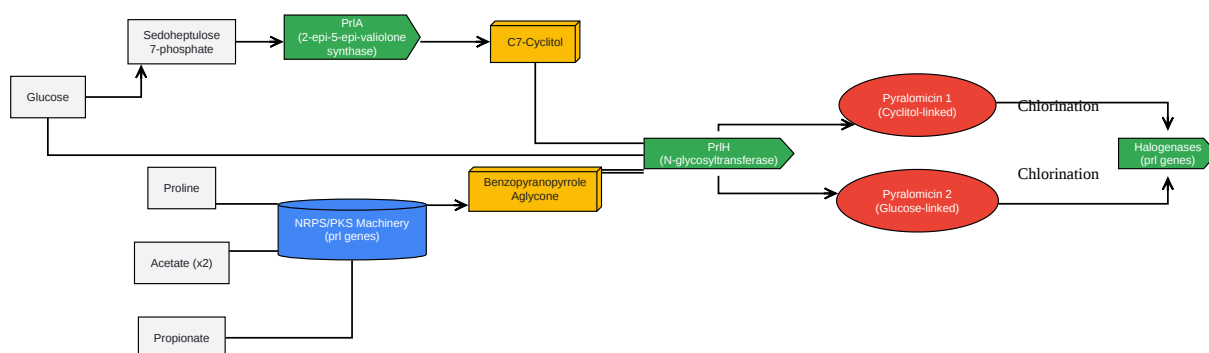 Sedoheptulose
7-phosphate
PrlA
(2-epi-5-epi-valiolone
synthase)
C7-Cyclitol
Glucose
Pyralomicin 1
(Cyclitol-linked)
Chlorination
PrlH
(N-glycosyltransferase)
Halogenases
(prl genes)
Proline
Benzopyranopyrrole
Aglycone
Chlorination
Pyralomicin 2
(Glucose-linked)
NRPS/PKS Machinery
(prl genes)
Acetate (x2)
Propionate